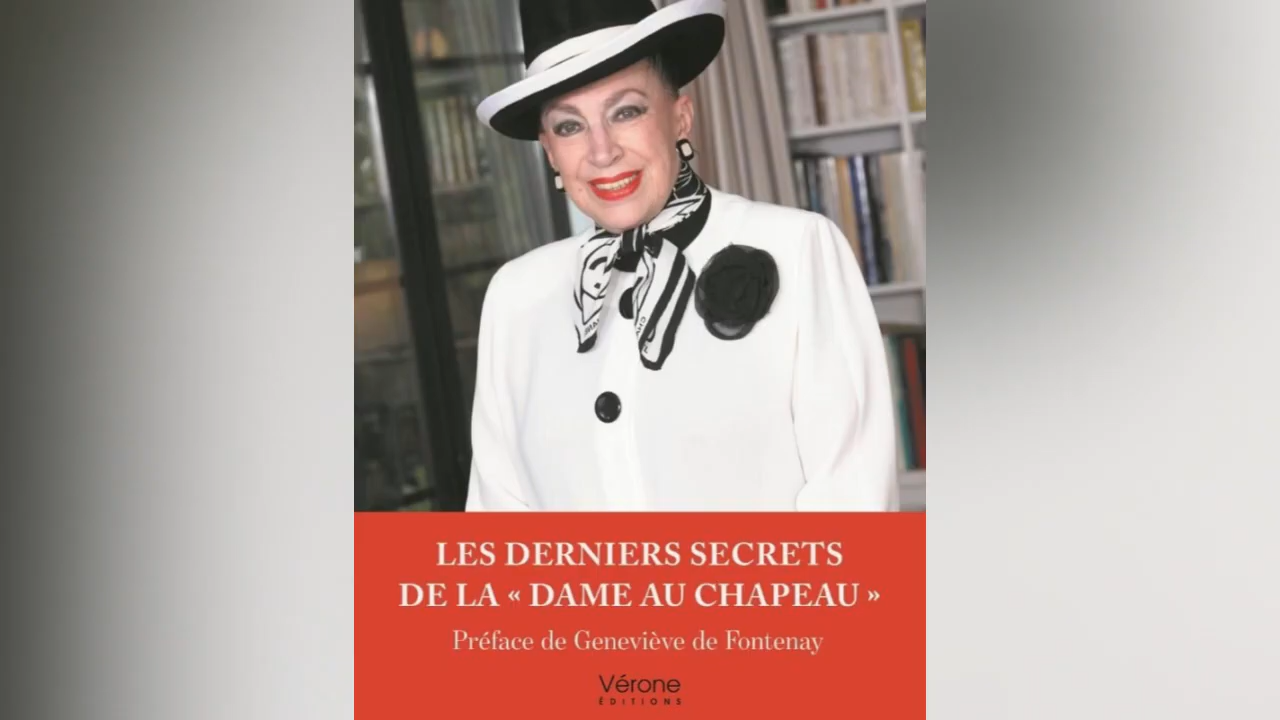 LES DERNIERS SECRETS
DE LA « DAME AU CHAPEAU »
Préface de Geneviève de Fontenay
Vérone
ÉDITIONS